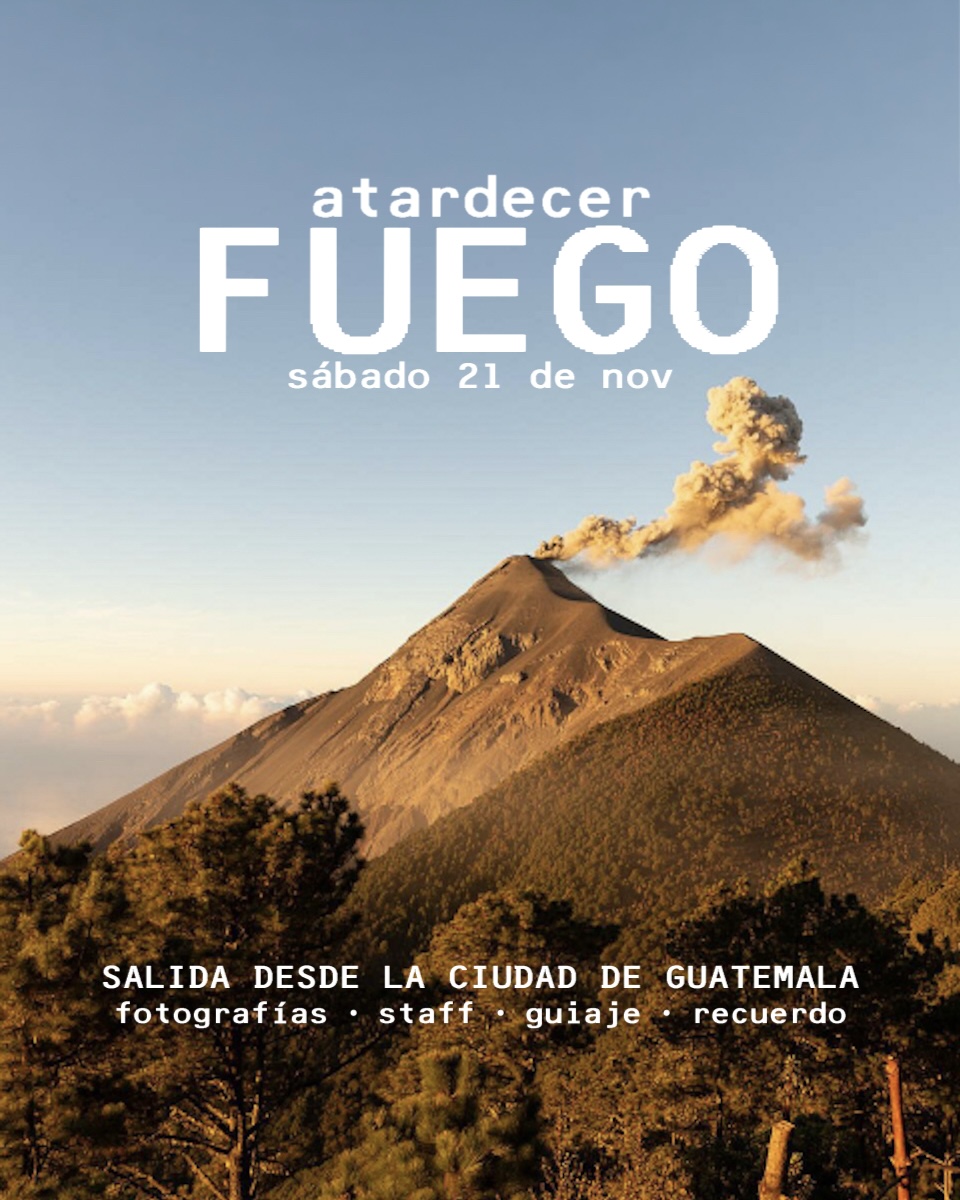 atardecer
FUEGO
sábado 21 de nov
SALIDA DESDE LA CIUDAD DE GUATEMALA
fotografías · staff · guiaje · recuerdo